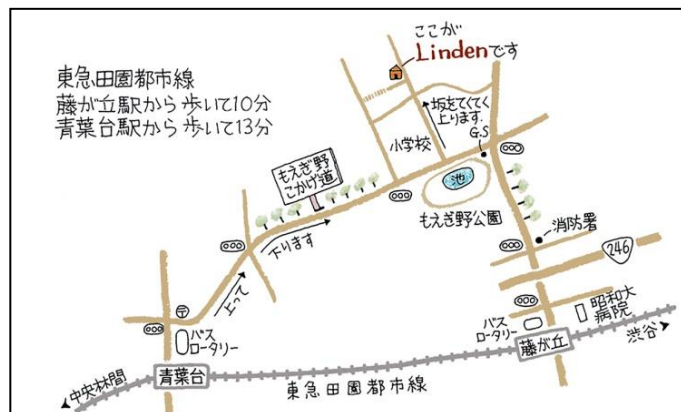 ここが
Lindenです
東急田園都市線
藤が丘駅から歩いて10分
青葉台駅から歩いて13分
坂をてくてく
上ります.
G.S
小学校
もえぎ野
こかげ道
池
もえぎ野公園
消防署
下ります
246
上って
〒
バス
ロータリー
昭和大
病院
バス
ロータリー
藤が丘
渋谷
青葉台
中央林間
東急田園都市線